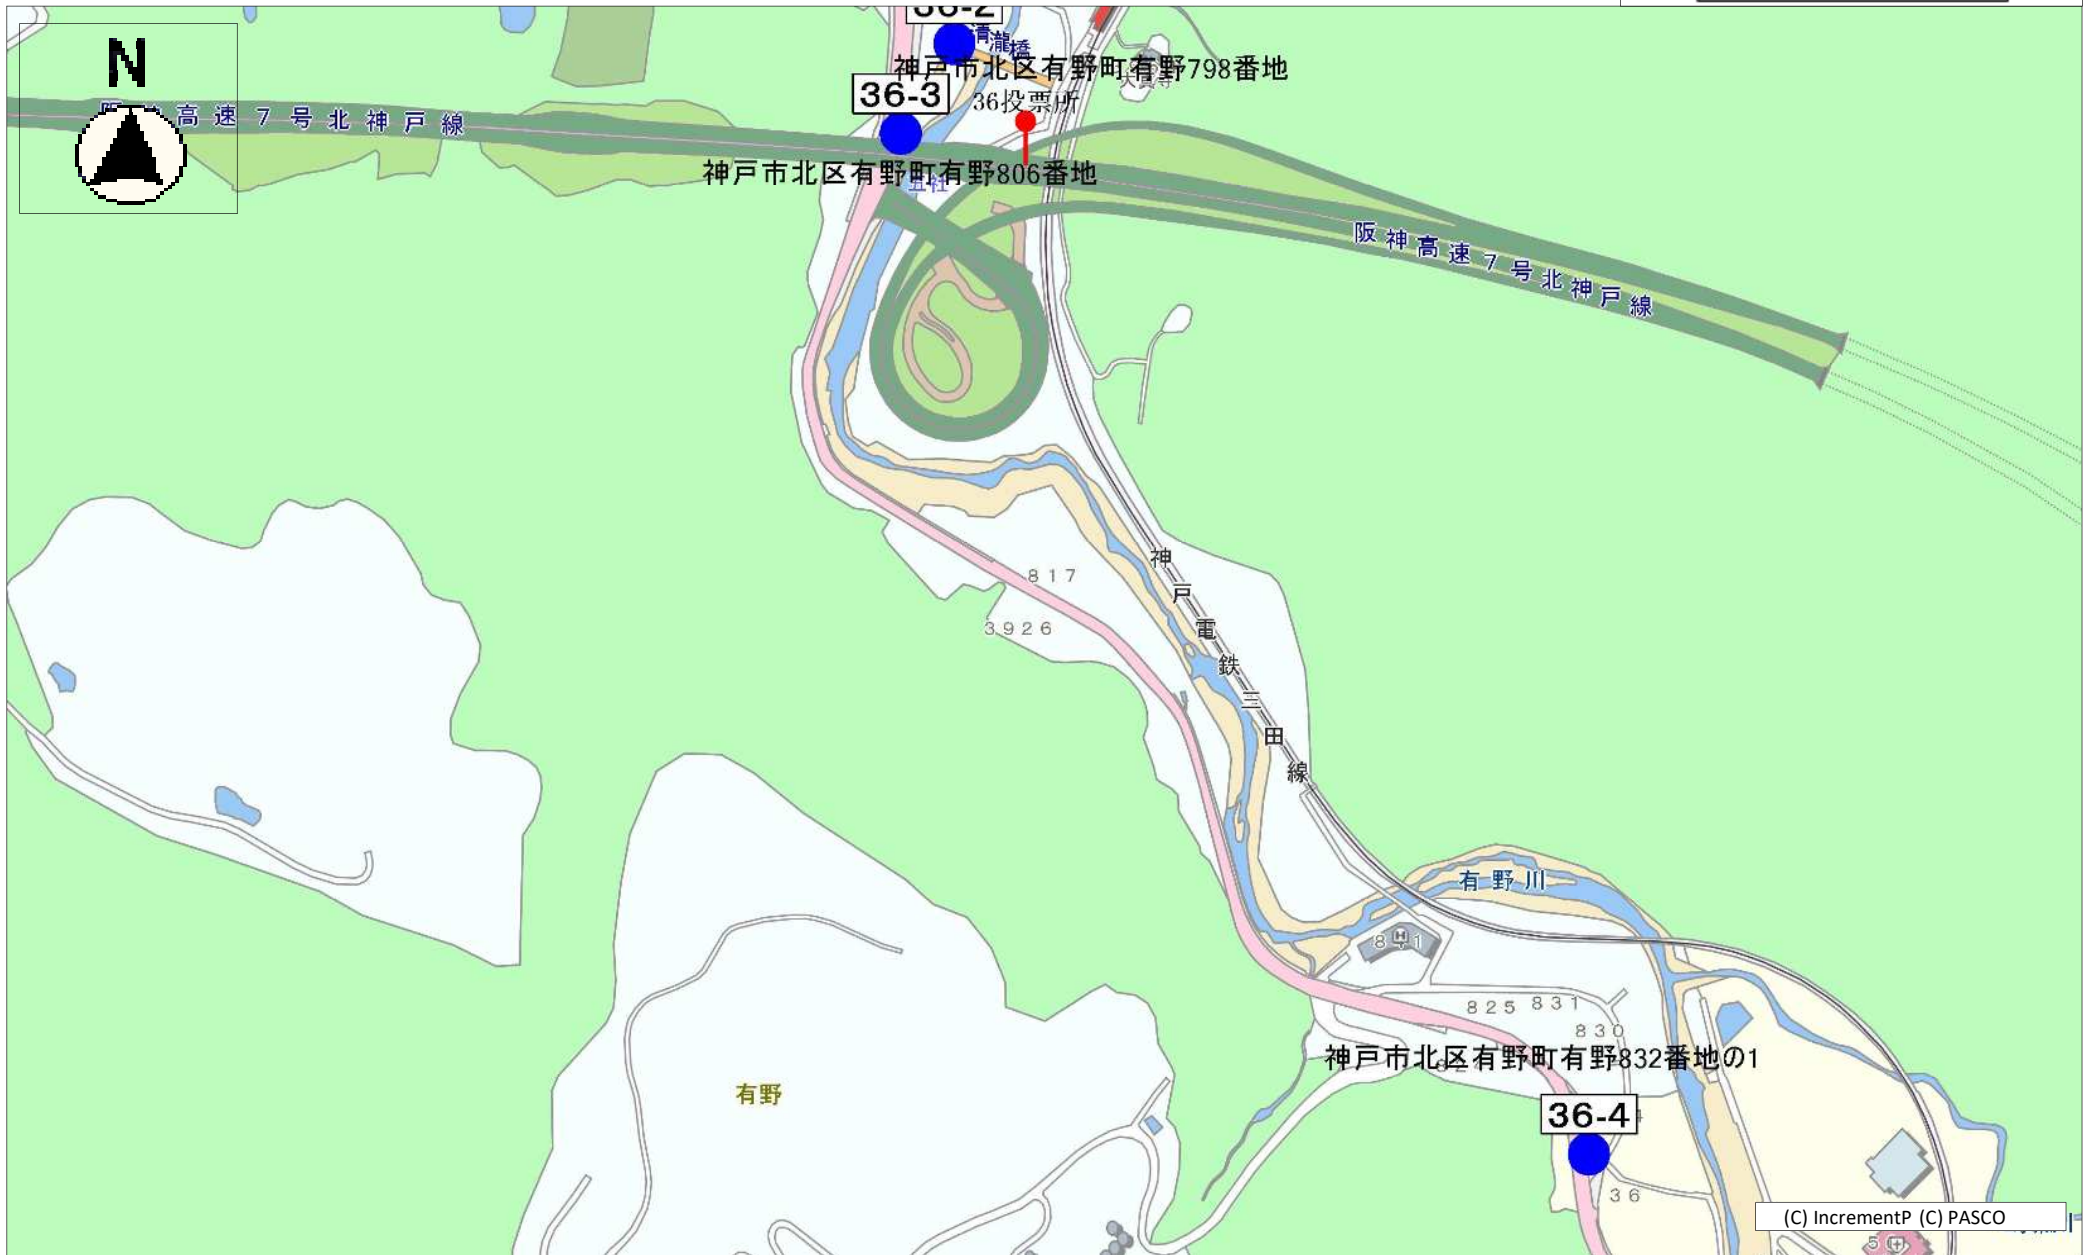 36-2
N
清瀧橋
神戸市北区有野町有野798番地
36-3
36投票所
高速7号北神戸線
神戸市北区有野町有野806番地
五社
阪神高速7号北神戸線
817
神戸電鉄三田線
3926
有野川
825
831
830
神戸市北区有野町有野832番地の1
有野
36-4
36
(C) IncrementP (C) PASCO